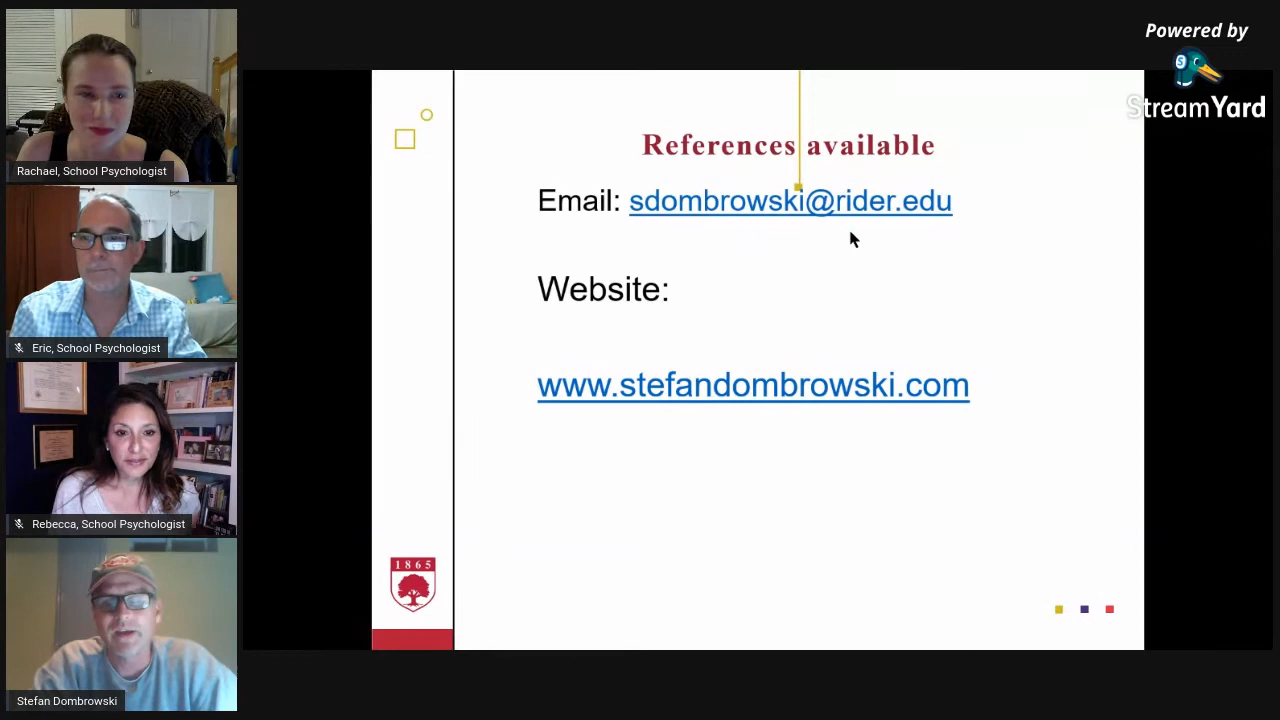 Powered by
StreamYard
References available
Email: sdombrowski@rider.edu
Website:
www.stefandombrowski.com
1865
Rachael, School Psychologist
Eric, School Psychologist
Rebecca, School Psychologist
Stefan Dombrowski